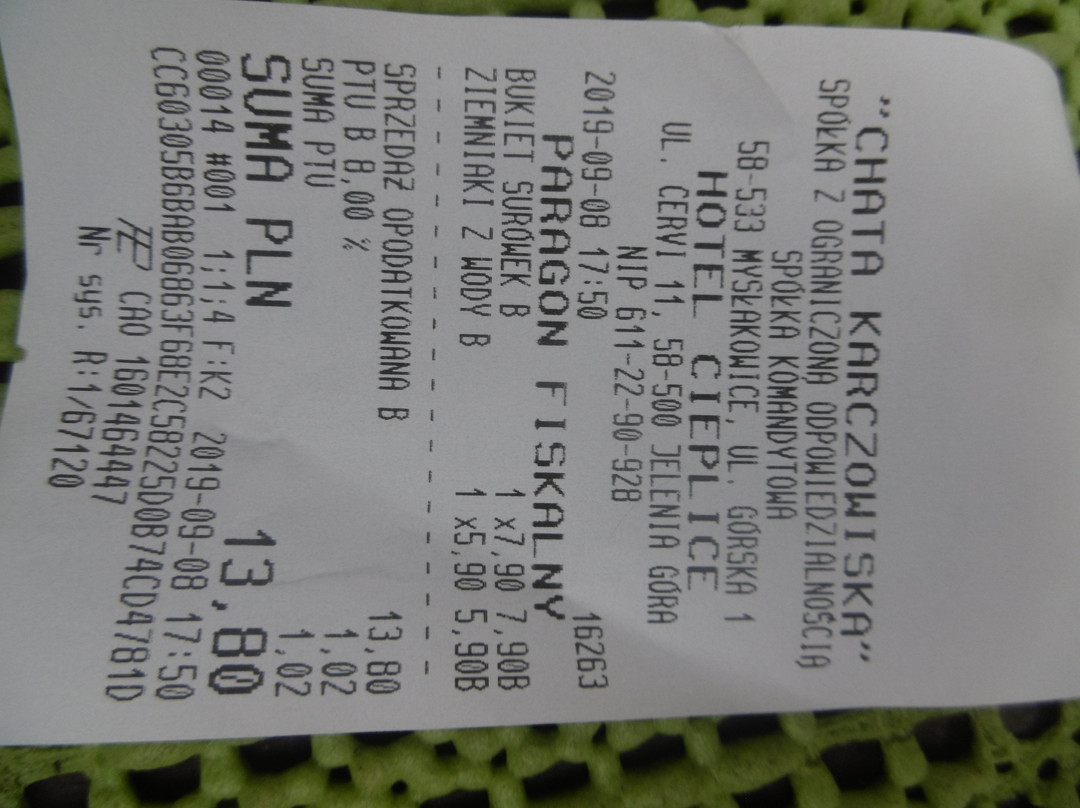 "CHATA KARCZOWISKA"
SPÓŁKA Z OGRANICZONĄ ODPOWIEDZIALNOŚCIĄ
SPÓŁKA KOMANDYTOWA
58-533 MYSŁAKOWICE, UL. GÓRSKA 1
HOTEL CIEPLICE
UL. CERVI 11, 58-500 JELENIA GÓRA
NIP 611-22-90-928
2019-09-08 17:50 16263
PARAGON FISKALNY
BUKIET SURÓWEK B 1 x7,90 7,90B
ZIEMNIAKI Z WODY B 1 x5,90 5,90B
SPRZEDAŻ OPODATKOWANA B 13,80
PTU B 8,00 % 1,02
SUMA PTU 1,02
SUMA PLN 13,80
00014 #001 1;1;4 F:K2 2019-09-08 17:50
CC60305B6BAB06863F68E2C58225D0B74CD4781D
CAO 1601464447
Nr sys. R:1/67120